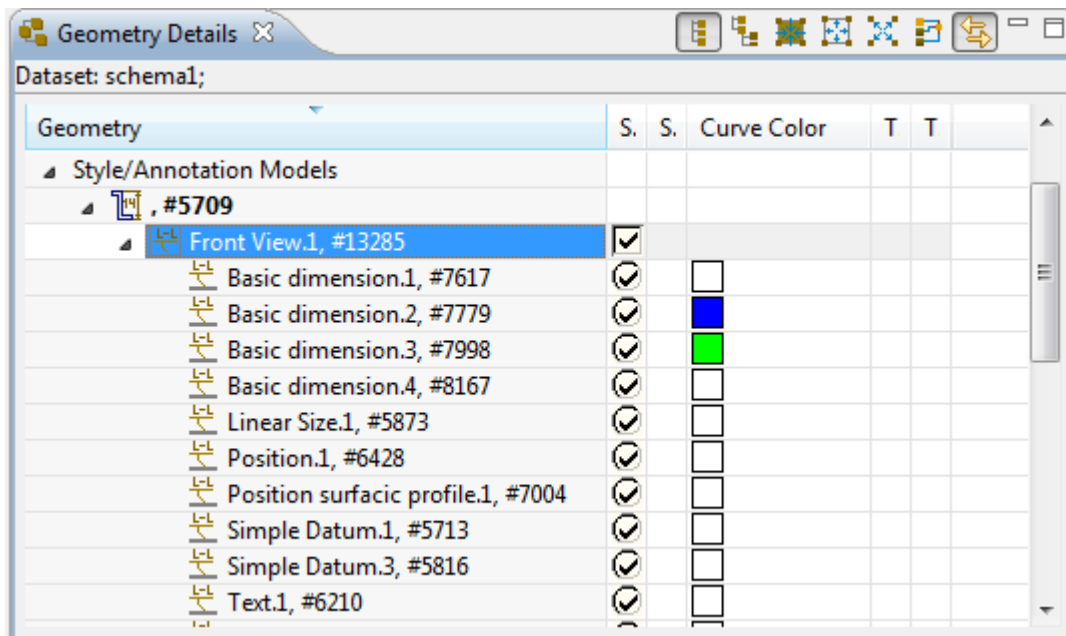 Geometry Details
Dataset: schema1;
Geometry S. S. Curve Color T T
Style/Annotation Models
, #5709
Front View.1, #13285
Basic dimension.1, #7617
Basic dimension.2, #7779
Basic dimension.3, #7998
Basic dimension.4, #8167
Linear Size.1, #5873
Position.1, #6428
Position surfacic profile.1, #7004
Simple Datum.1, #5713
Simple Datum.3, #5816
Text.1, #6210